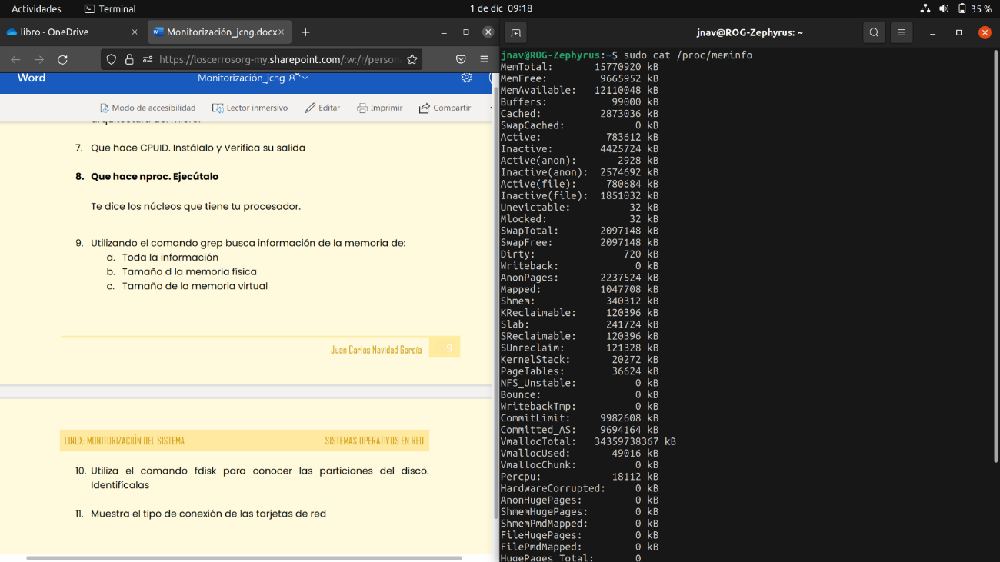 Actividades
Terminal
1 de dic 09:18
35 %
libro - OneDrive
Monitorización_jcng.docx
https://loscerrosorg-my.sharepoint.com/:w:/r/person
Word
Monitorización_jcng
Modo de accesibilidad
Lector inmersivo
Editar
Imprimir
Compartir
7. Que hace CPUID. Instálalo y Verifica su salida
8. Que hace nproc. Ejecútalo
Te dice los núcleos que tiene tu procesador.
9. Utilizando el comando grep busca información de la memoria de:
a. Toda la información
b. Tamaño d la memoria física
c. Tamaño de la memoria virtual
Juan Carlos Navidad García
9
LINUX: MONITORIZACIÓN DEL SISTEMA
SISTEMAS OPERATIVOS EN RED
10. Utiliza el comando fdisk para conocer las particiones del disco.
Identifícalas
11. Muestra el tipo de conexión de las tarjetas de red
jnav@ROG-Zephyrus: ~
jnav@ROG-Zephyrus:~$ sudo cat /proc/meminfo
MemTotal: 15770920 kB
MemFree: 9665952 kB
MemAvailable: 12110048 kB
Buffers: 99000 kB
Cached: 2873036 kB
SwapCached: 0 kB
Active: 783612 kB
Inactive: 4425724 kB
Active(anon): 2928 kB
Inactive(anon): 2574692 kB
Active(file): 780684 kB
Inactive(file): 1851032 kB
Unevictable: 32 kB
Mlocked: 32 kB
SwapTotal: 2097148 kB
SwapFree: 2097148 kB
Dirty: 720 kB
Writeback: 0 kB
AnonPages: 2237524 kB
Mapped: 1047708 kB
Shmem: 340312 kB
KReclaimable: 120396 kB
Slab: 241724 kB
SReclaimable: 120396 kB
SUnreclaim: 121328 kB
KernelStack: 20272 kB
PageTables: 36624 kB
NFS_Unstable: 0 kB
Bounce: 0 kB
WritebackTmp: 0 kB
CommitLimit: 9982608 kB
Committed_AS: 9694164 kB
VmallocTotal: 34359738367 kB
VmallocUsed: 49016 kB
VmallocChunk: 0 kB
Percpu: 18112 kB
HardwareCorrupted: 0 kB
AnonHugePages: 0 kB
ShmemHugePages: 0 kB
ShmemPmdMapped: 0 kB
FileHugePages: 0 kB
FilePmdMapped: 0 kB
HugePages_Total: 0